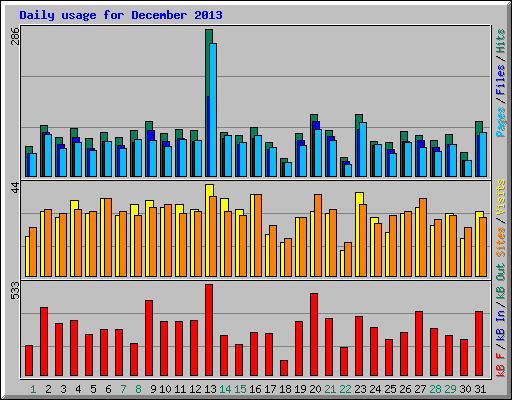 Daily usage for December 2013
286
Pages / Files / Hits
44
Sites / Visits
533
kB F / kB In / kB Out
1 2 3 4 5 6 7 8 9 10 11 12 13 14 15 16 17 18 19 20 21 22 23 24 25 26 27 28 29 30 31